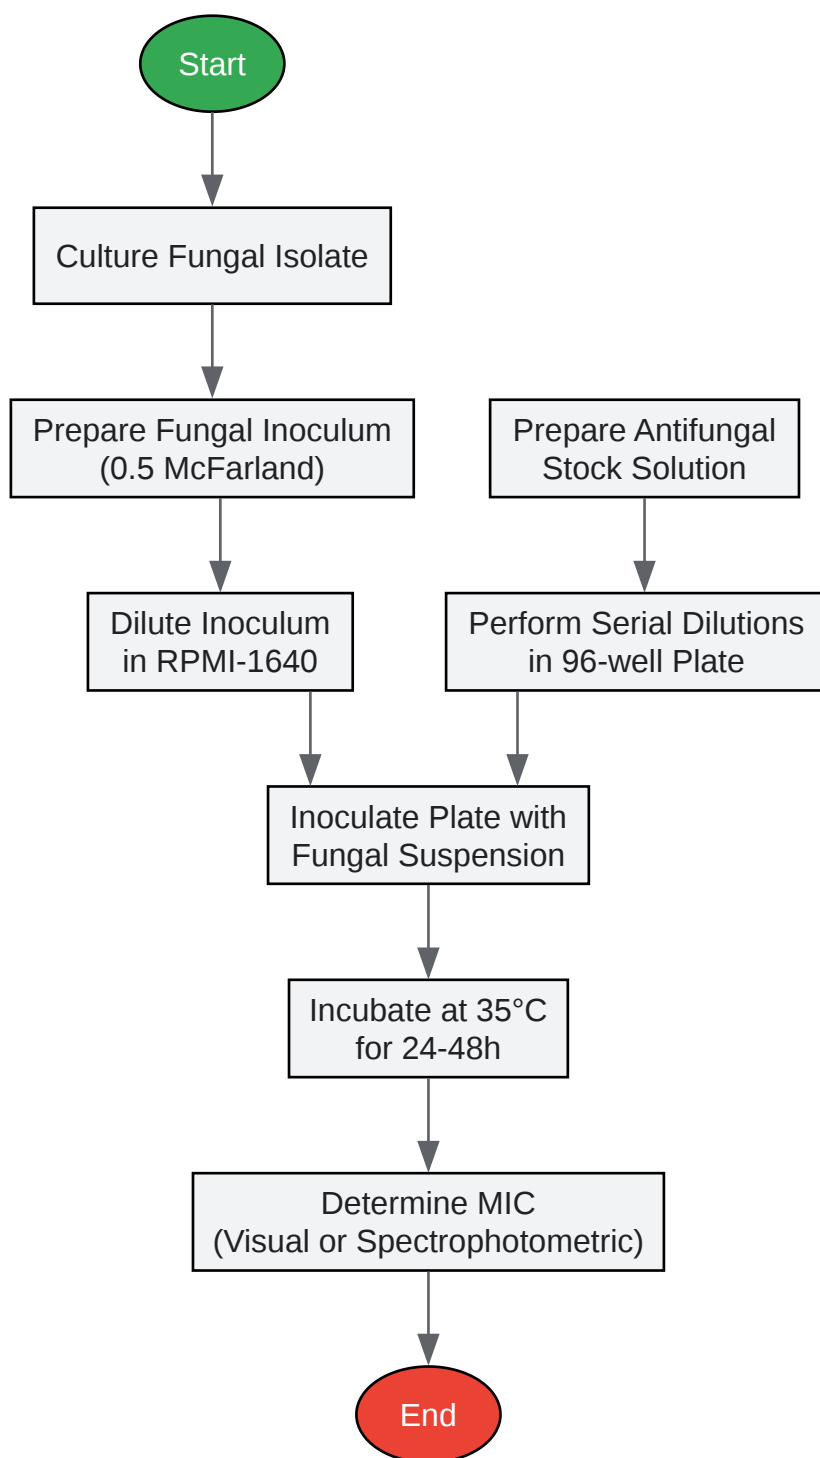 Start
Culture Fungal Isolate
Prepare Fungal Inoculum
(0.5 McFarland)
Prepare Antifungal
Stock Solution
Dilute Inoculum
in RPMI-1640
Perform Serial Dilutions
in 96-well Plate
Inoculate Plate with
Fungal Suspension
Incubate at 35°C
for 24-48h
Determine MIC
(Visual or Spectrophotometric)
End